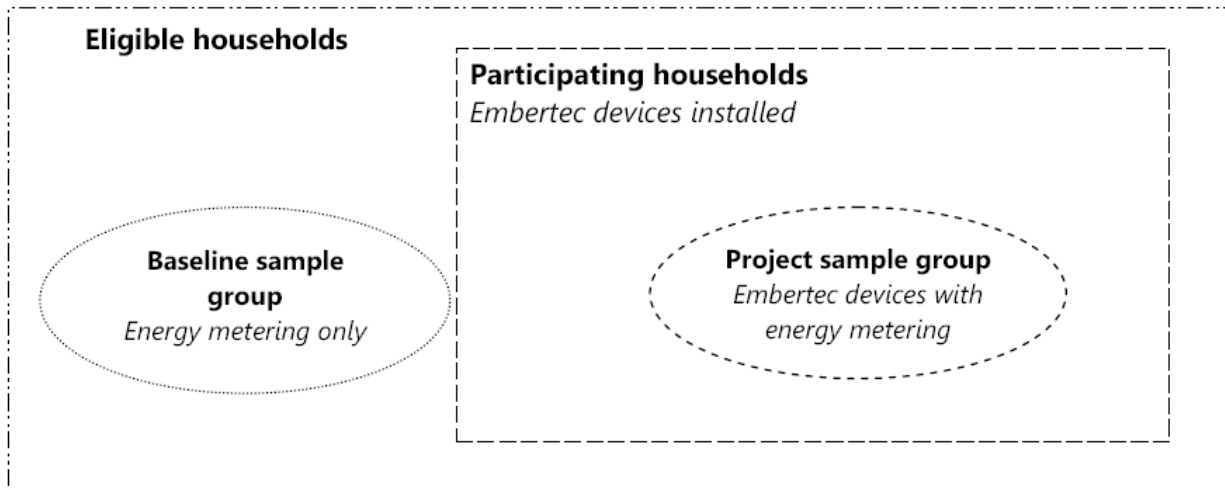 Eligible households
Participating households
Embertec devices installed
Baseline sample
group
Energy metering only
Project sample group
Embertec devices with
energy metering